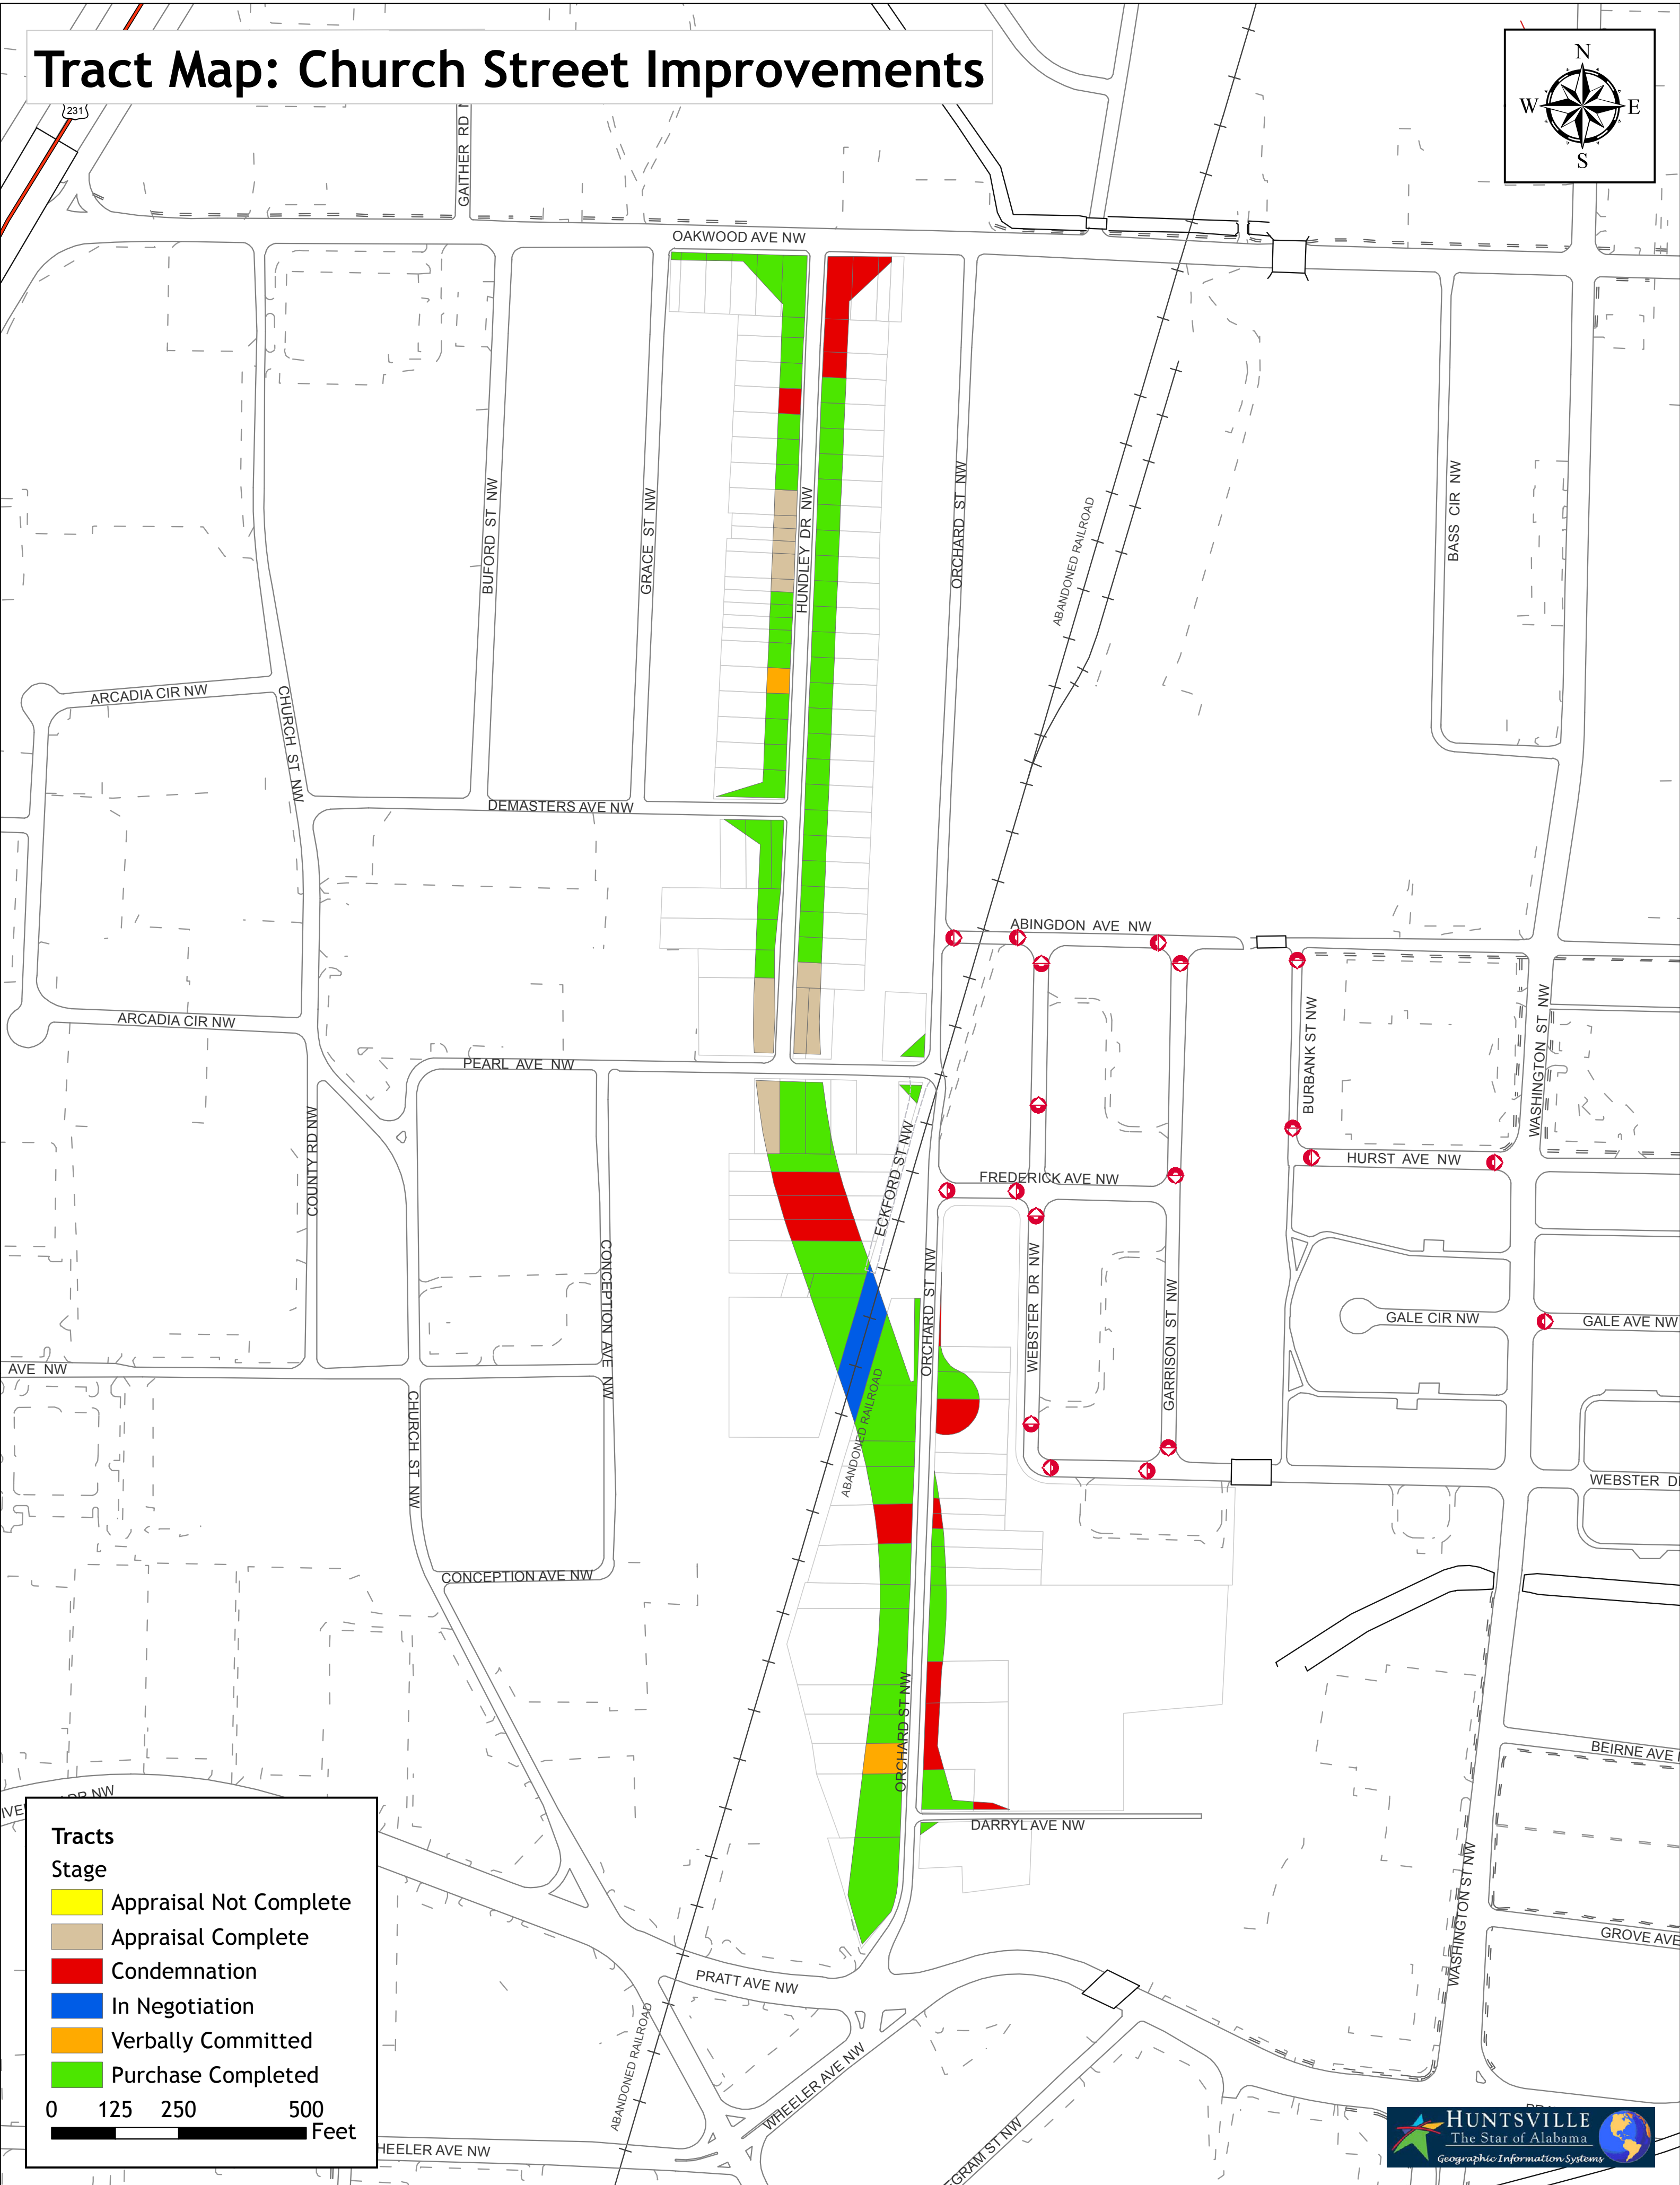 Tract Map: Church Street Improvements
N
W
E
S
231
GAITHER RD
OAKWOOD AVE NW
BUFORD ST NW
GRACE ST NW
HUNDLEY DR NW
ORCHARD ST NW
ABANDONED RAILROAD
BASS CIR NW
ARCADIA CIR NW
CHURCH ST NW
DEMASTERS AVE NW
ABINGDON AVE NW
ARCADIA CIR NW
PEARL AVE NW
BURBANK ST NW
WASHINGTON ST NW
COUNTY RD NW
ECKFORD ST NW
HURST AVE NW
FREDERICK AVE NW
CONCEPTION AVE NW
ORCHARD ST NW
WEBSTER DR NW
GARRISON ST NW
GALE CIR NW
GALE AVE NW
AVE NW
CHURCH ST NW
ABANDONED RAILROAD
WEBSTER D
CONCEPTION AVE NW
ORCHARD ST NW
BEIRNE AVE
DARRYL AVE NW
WASHINGTON ST NW
GROVE AVE
PRATT AVE NW
ABANDONED RAILROAD
WHEELER AVE NW
HEELER AVE NW
GRAM ST NW
Tracts
Stage
Appraisal Not Complete
Appraisal Complete
Condemnation
In Negotiation
Verbally Committed
Purchase Completed
0 125 250 500
Feet
HUNTSVILLE
The Star of Alabama
Geographic Information Systems